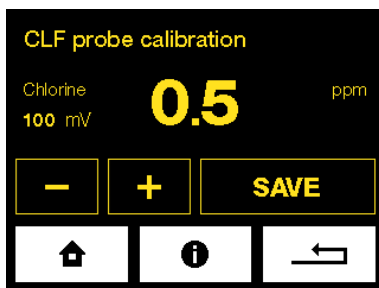 CLF probe calibration
Chlorine 0.5 ppm
100 mV
− + SAVE